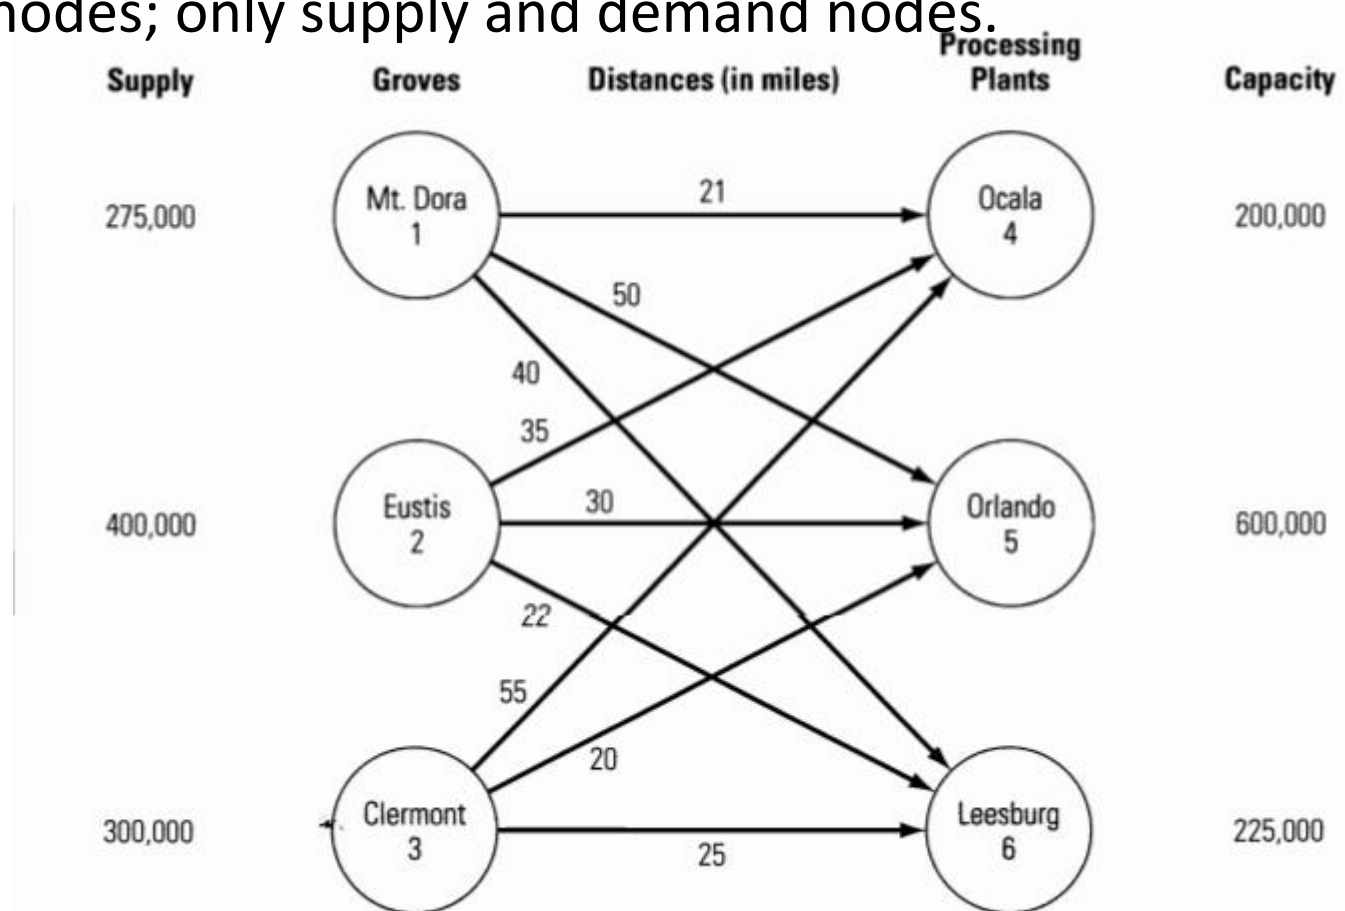 nodes; only supply and demand nodes.
Supply Groves Distances (in miles) Processing Plants Capacity
275,000 Mt. Dora 1 21 Ocala 4 200,000
50
40
35
400,000 Eustis 2 30 Orlando 5 600,000
22
55
20
300,000 Clermont 3 25 Leesburg 6 225,000